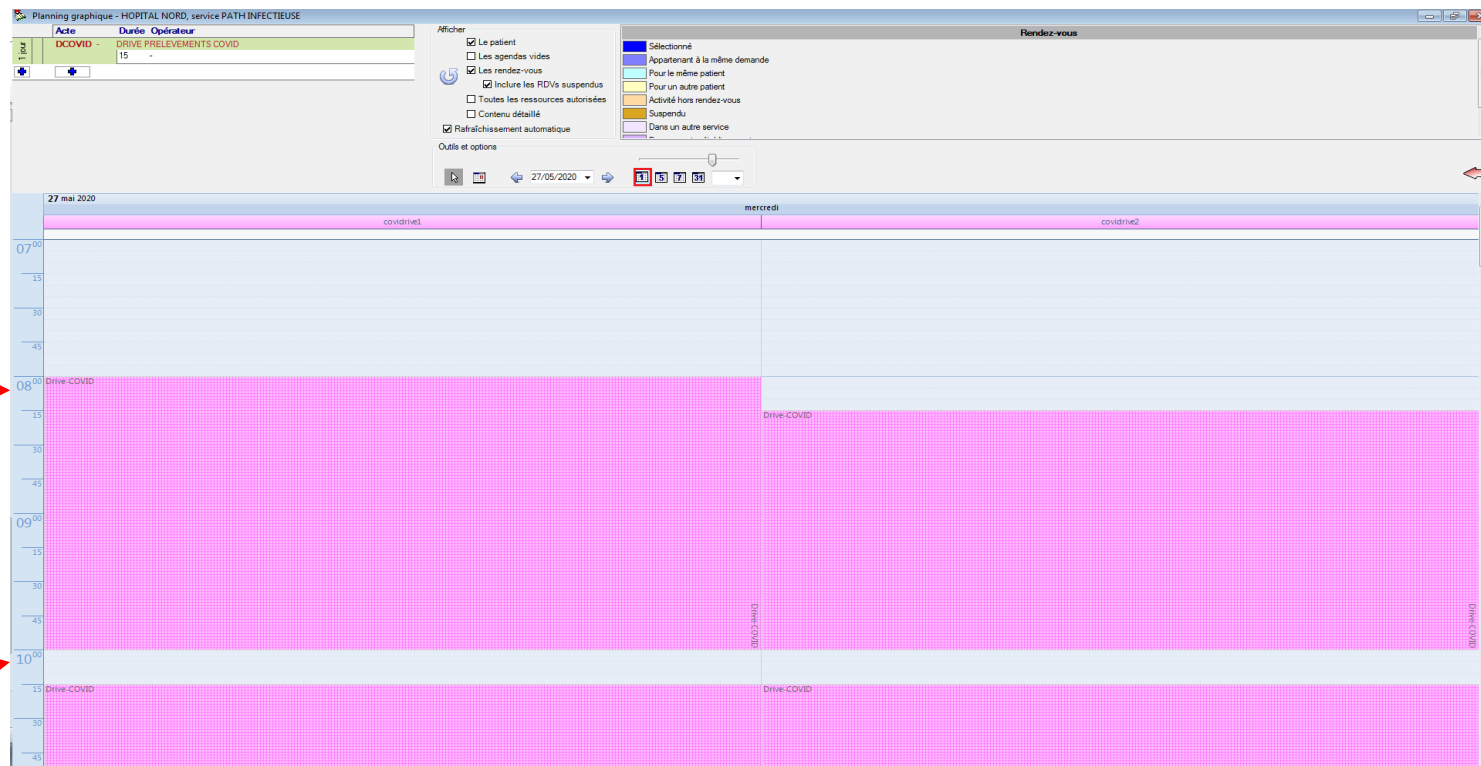 Planning graphique - HOPITAL NORD, service PATH INFECTIEUSE
Acte Durée Opérateur
1 jour
DCOVID - DRIVE PRELEVEMENTS COVID
15 -
Afficher
Le patient
Les agendas vides
Les rendez-vous
Inclure les RDVs suspendus
Toutes les ressources autorisées
Contenu détaillé
Rafraîchissement automatique
Rendez-vous
Sélectionné
Appartenant à la même demande
Pour le même patient
Pour un autre patient
Activité hors rendez-vous
Suspendu
Dans un autre service
Outils et options
27/05/2020
1 5 7 31
27 mai 2020
mercredi
covidrive1 covidrive2
07 00
15
30
45
08 00 Drive-COVID
15 Drive-COVID
30
45
09 00
15
30
45
Drive-COVID Drive-COVID
10 00
15 Drive-COVID Drive-COVID
30
45